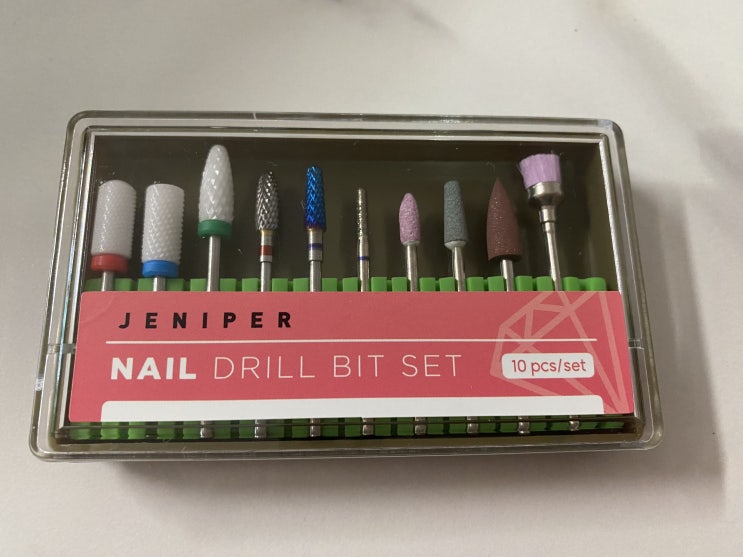 JENIPER
NAIL DRILL BIT SET
10 pcs/set